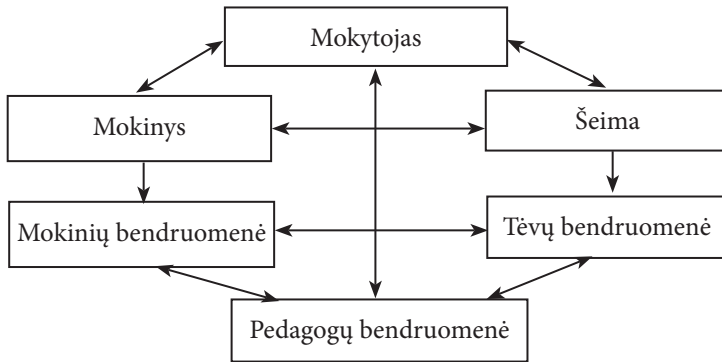 Mokytojas
Mokinys
Šeima
Mokinių bendruomenė
Tėvų bendruomenė
Pedagogų bendruomenė